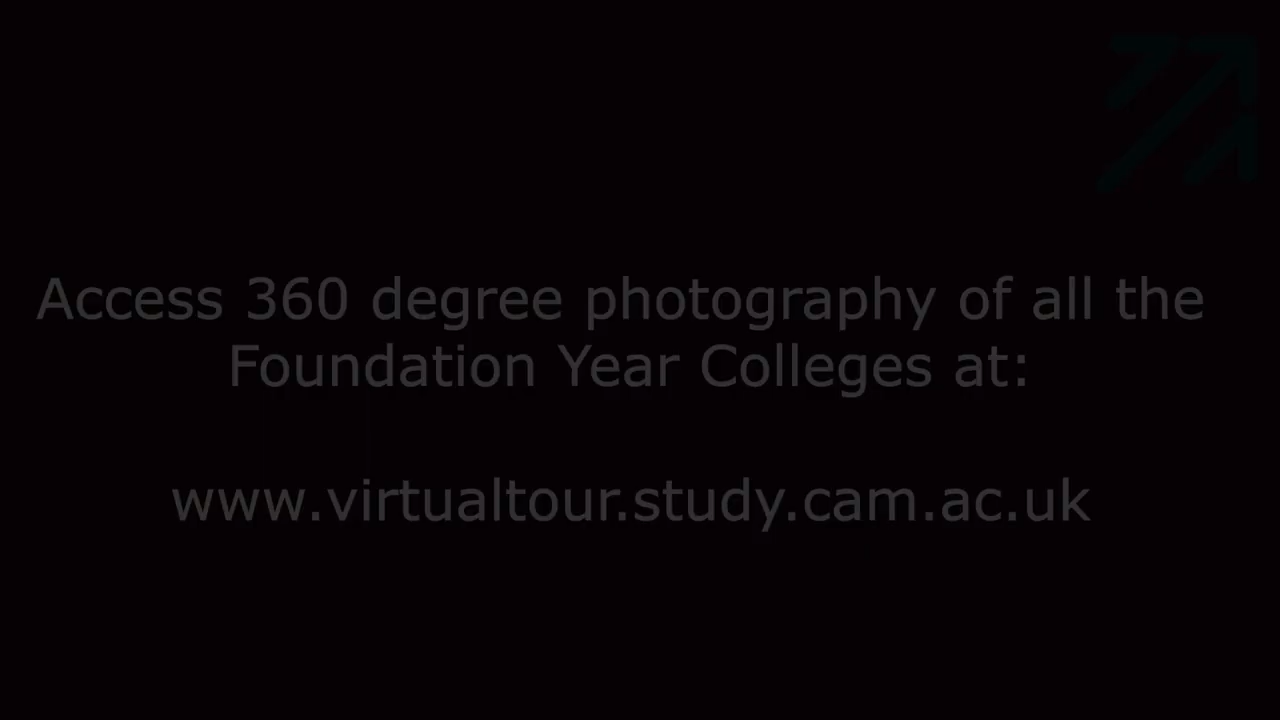 Access 360 degree photography of all the
Foundation Year Colleges at:
www.virtualtour.study.cam.ac.uk